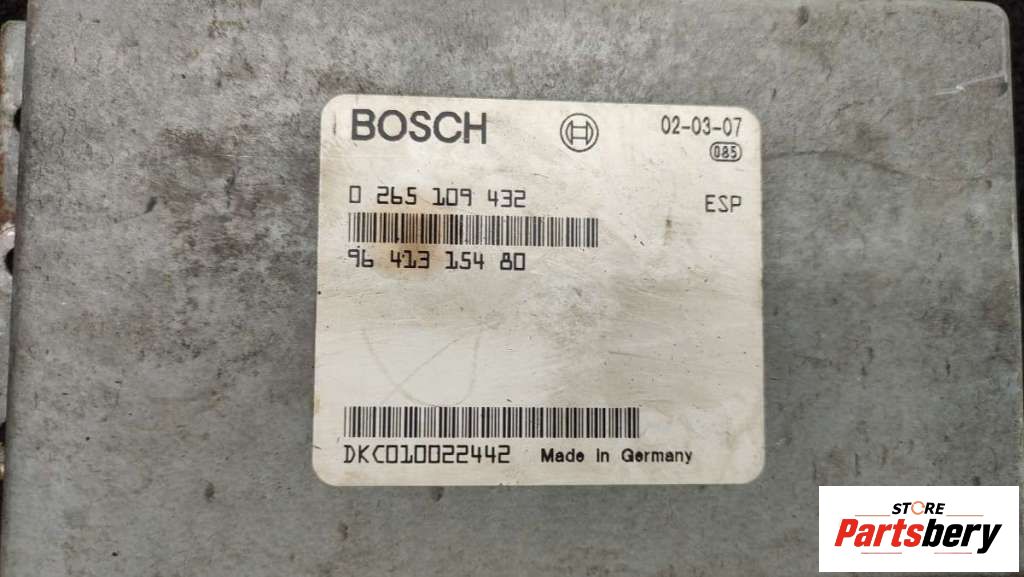 BOSCH 02-03-07
085
0 265 109 432 ESP
96 413 154 80
DKC010022442 Made in Germany
STORE
Partsbery